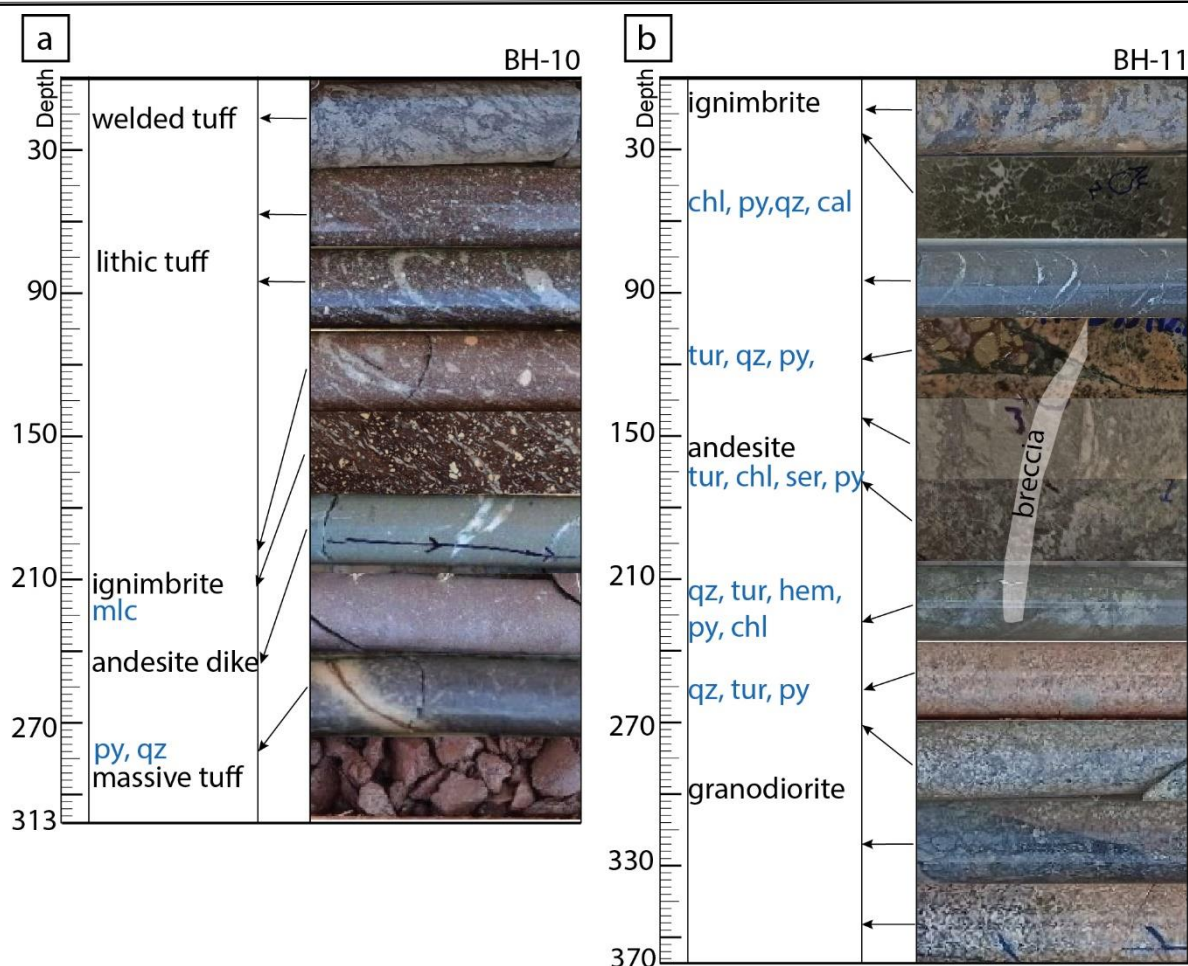 a
BH-10
Depth
30
90
150
210
270
313
welded tuff
lithic tuff
ignimbrite
mlc
andesite dike
py, qz
massive tuff
b
BH-11
Depth
30
90
150
210
270
330
370
ignimbrite
chl, py,qz, cal
tur, qz, py,
andesite
tur, chl, ser, py
qz, tur, hem,
py, chl
qz, tur, py
granodiorite
breccia